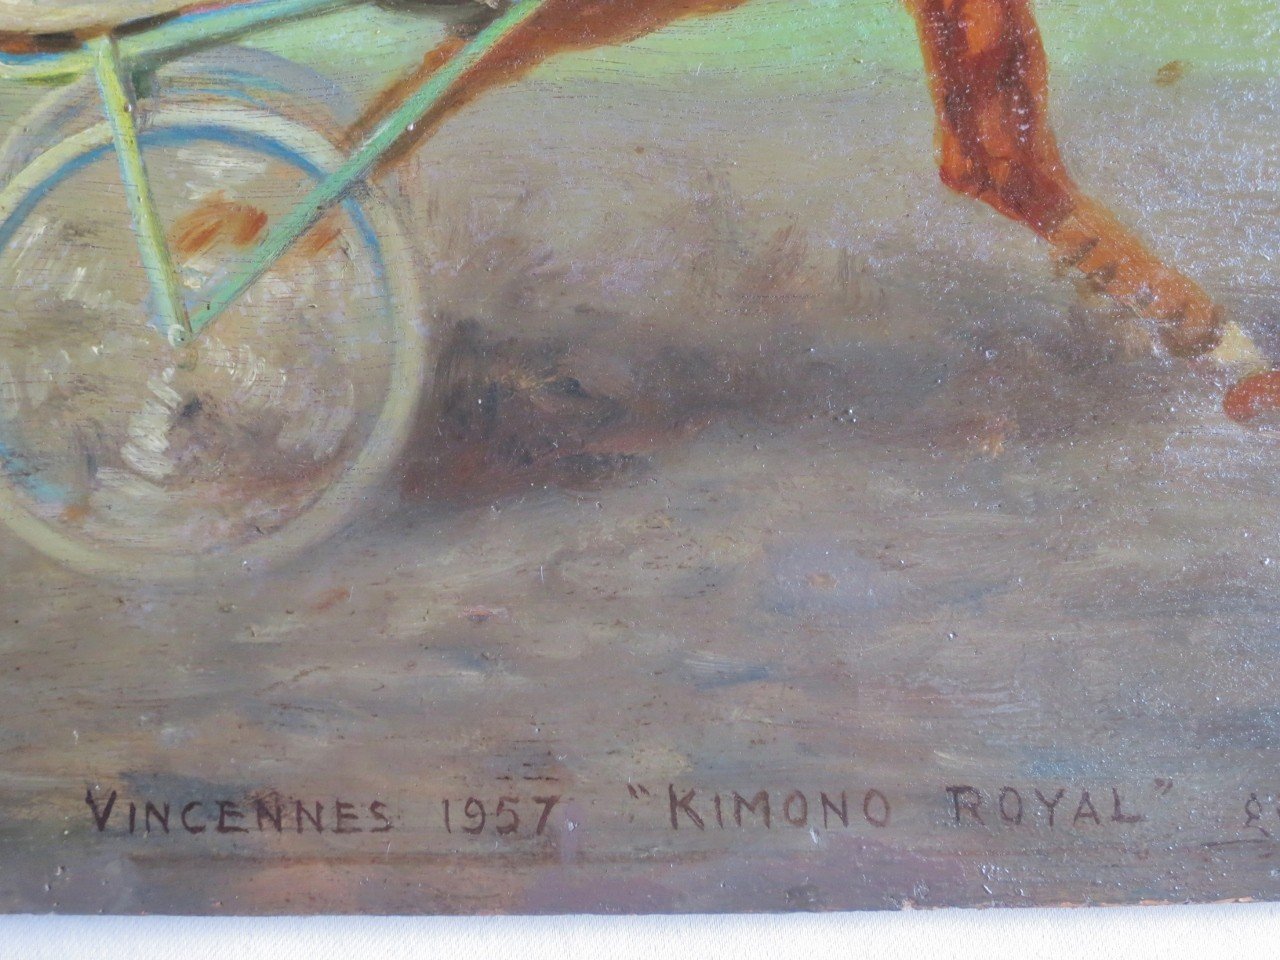 VINCENNES 1957 "KIMONO ROYAL"